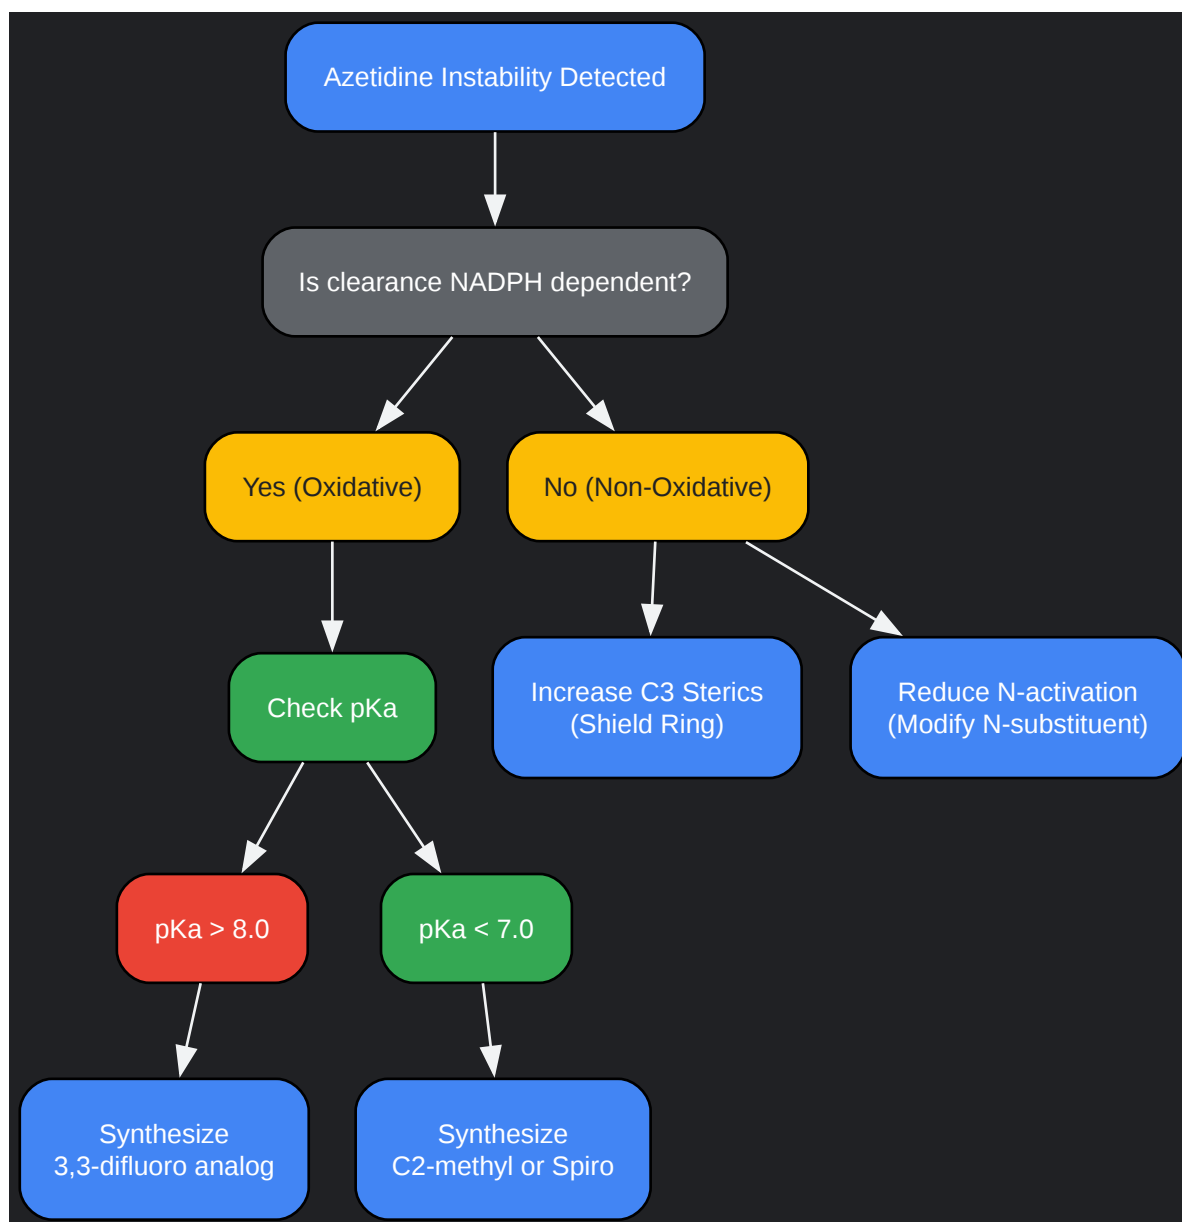 Azetidine Instability Detected
Is clearance NADPH dependent?
Yes (Oxidative)
No (Non-Oxidative)
Check pKa
Increase C3 Sterics
(Shield Ring)
Reduce N-activation
(Modify N-substituent)
pKa > 8.0
pKa < 7.0
Synthesize
3,3-difluoro analog
Synthesize
C2-methyl or Spiro